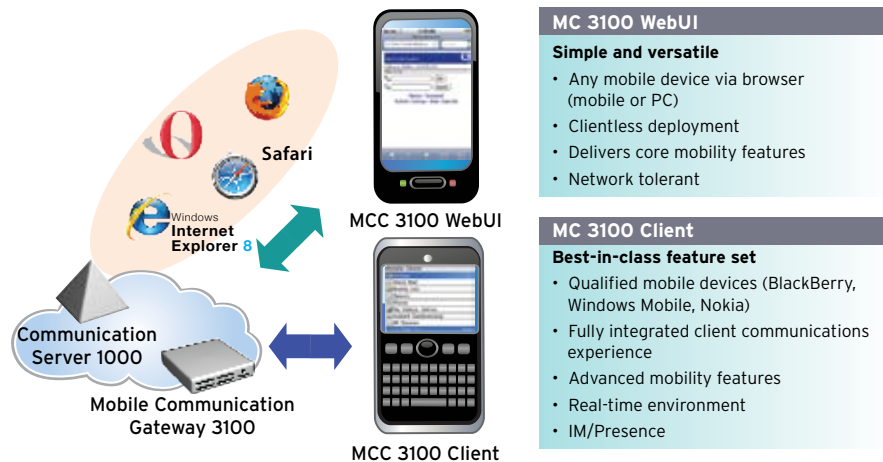 Safari
Windows
Internet
Explorer 8
Communication
Server 1000
Mobile Communication
Gateway 3100
MCC 3100 WebUI
MCC 3100 Client
MC 3100 WebUI
Simple and versatile
• Any mobile device via browser
(mobile or PC)
• Clientless deployment
• Delivers core mobility features
• Network tolerant
MC 3100 Client
Best-in-class feature set
• Qualified mobile devices (BlackBerry,
Windows Mobile, Nokia)
• Fully integrated client communications
experience
• Advanced mobility features
• Real-time environment
• IM/Presence